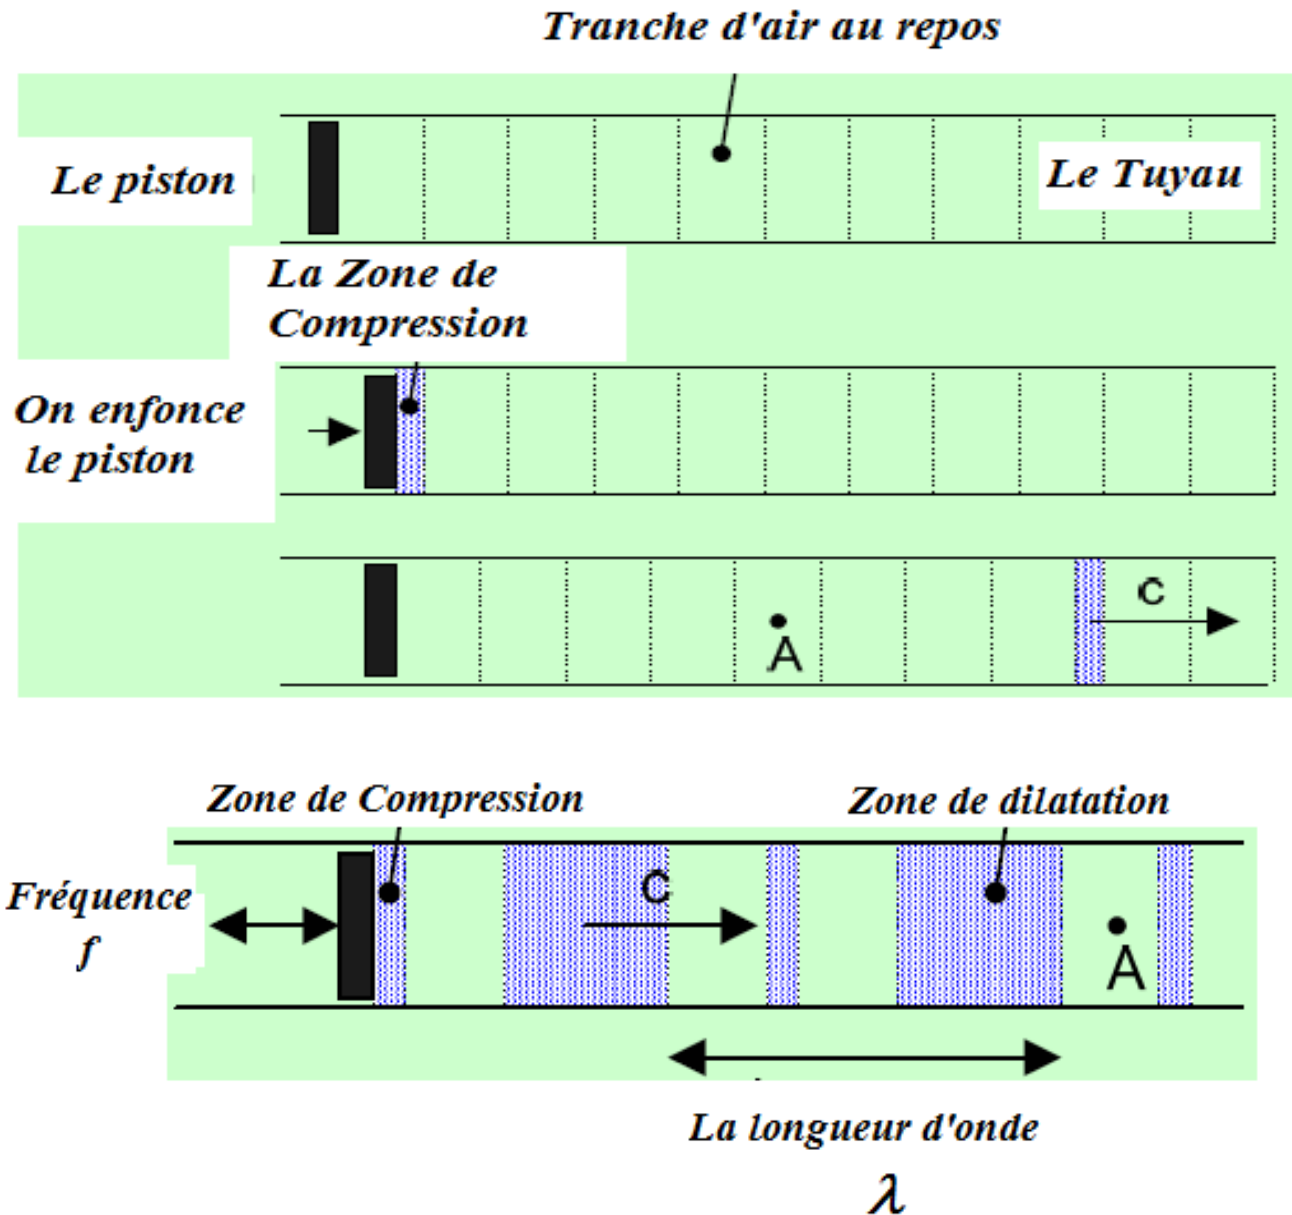 Tranche d'air au repos
Le piston
Le Tuyau
La Zone de
Compression
On enfonce
le piston
C
A
Zone de Compression
Zone de dilatation
Fréquence
f
C
A
La longueur d'onde
λ